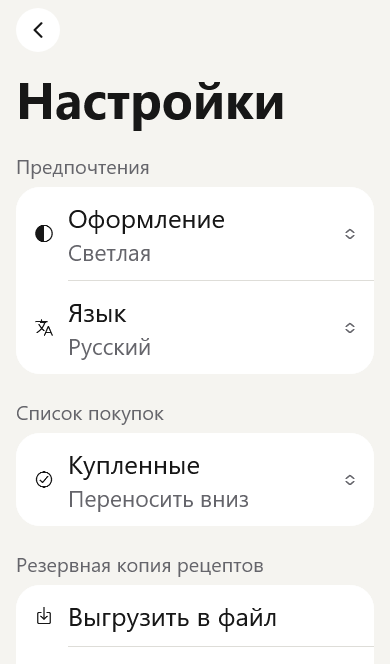 Настройки
Предпочтения
Оформление
Светлая
Язык
Русский
Список покупок
Купленные
Переносить вниз
Резервная копия рецептов
Выгрузить в файл